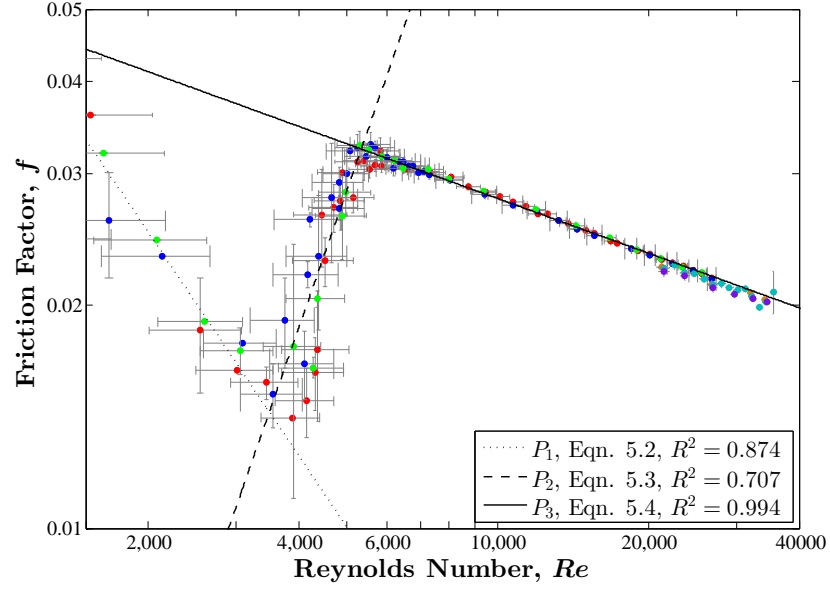 0.05
0.04
0.03
0.02
0.01
Friction Factor, f
P₁, Eqn. 5.2, R² = 0.874
P₂, Eqn. 5.3, R² = 0.707
P₃, Eqn. 5.4, R² = 0.994
2,000 4,000 6,000 10,000 20,000 40000
Reynolds Number, Re